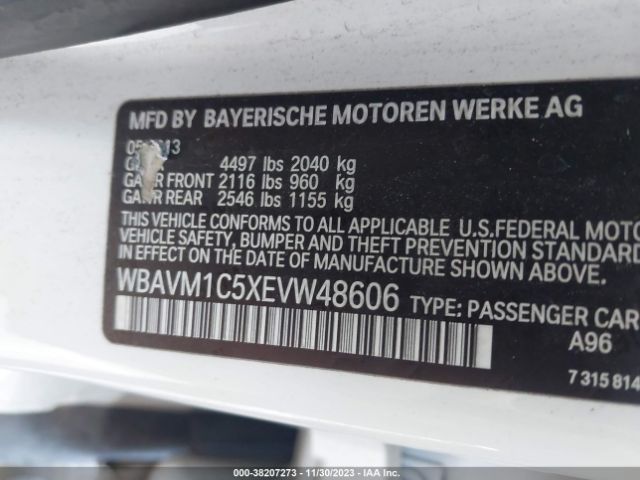 MFD BY BAYERISCHE MOTOREN WERKE AG
4497 lbs 2040 kg
FRONT 2116 lbs 960 kg
REAR 2546 lbs 1155 kg
THIS VEHICLE CONFORMS TO ALL APPLICABLE U.S.FEDERAL MOTO
VEHICLE SAFETY, BUMPER AND THEFT PREVENTION STANDARD
IN EFFECT ON THE DATE OF MANUFACTURE SHOWN ABOVE.
WBAVM1C5XEVW48606 TYPE: PASSENGER CAR
A96
7 315 814
000-38207273 | 11/30/2023 | IAA Inc.